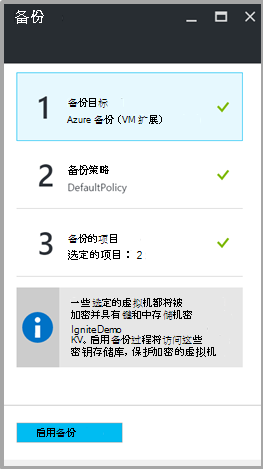 备份
1
备份目标
Azure 备份 (VM 扩展)
2
备份策略
DefaultPolicy
3
备份的项目
选定的项目： 2
一些选定的虚拟机都将被
加密并具有键和中存储机密
IgniteDemo
KV。启用备份过程将访问这些
密钥存储库，保护加密的虚拟机
启用备份